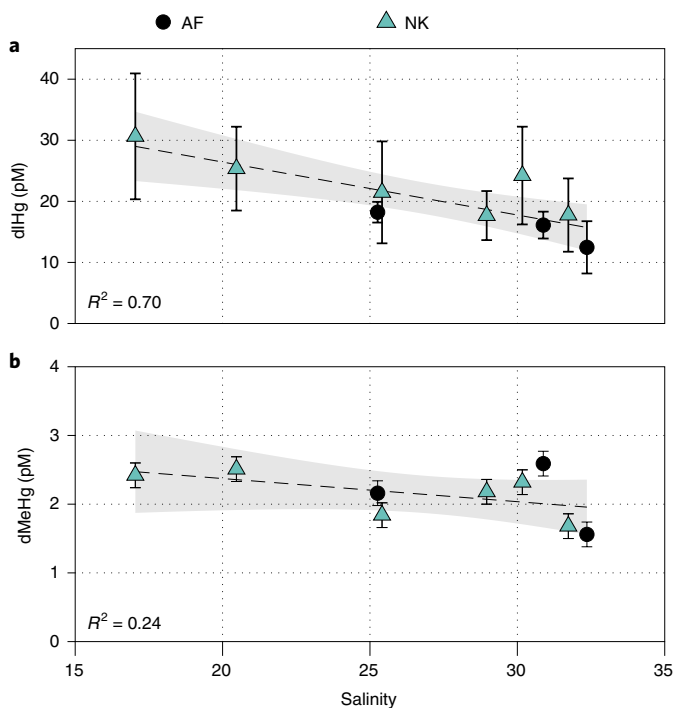 AF NK
a
40
30
20
10
0
dIHg (pM)
R² = 0.70
b
4
3
2
1
0
dMeHg (pM)
R² = 0.24
15 20 25 30 35
Salinity